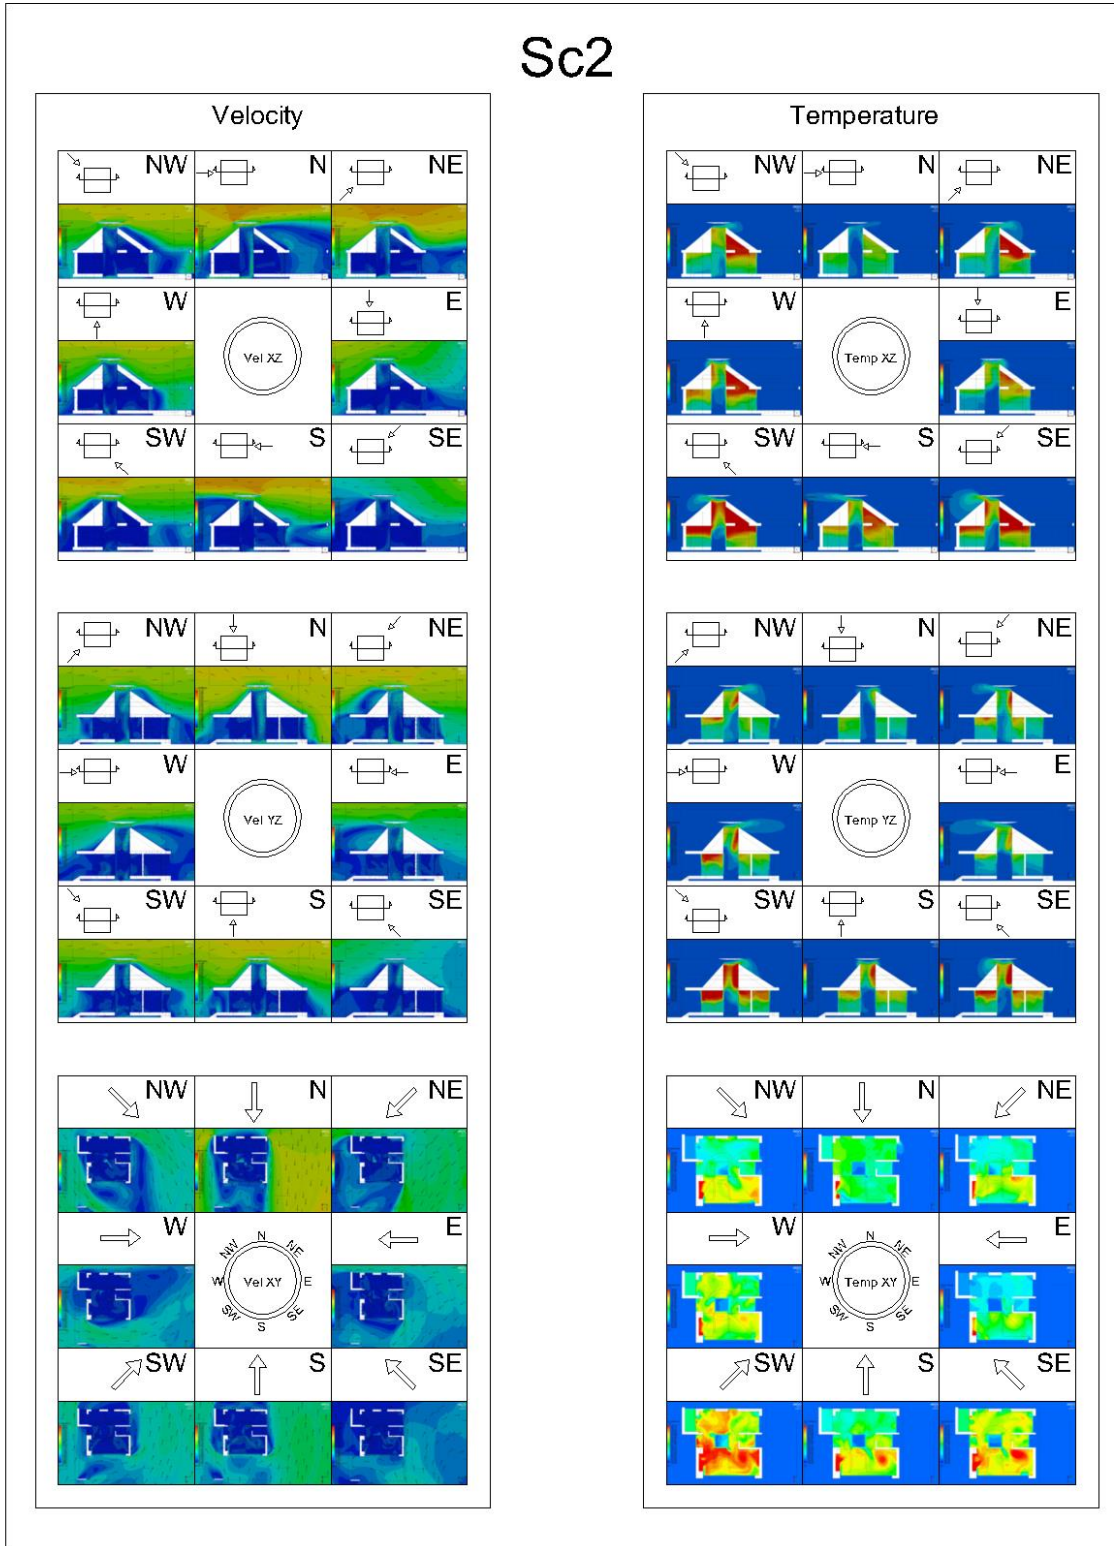 Sc2
Velocity
NW N NE
W Vel XZ E
SW S SE
NW N NE
W Vel YZ E
SW S SE
NW N NE
W E
N
NW NE
W Vel XY E
SW SE
S
SW S SE
Temperature
NW N NE
W Temp XZ E
SW S SE
NW N NE
W Temp YZ E
SW S SE
NW N NE
W E
N
NW NE
W Temp XY E
SW SE
S
SW S SE